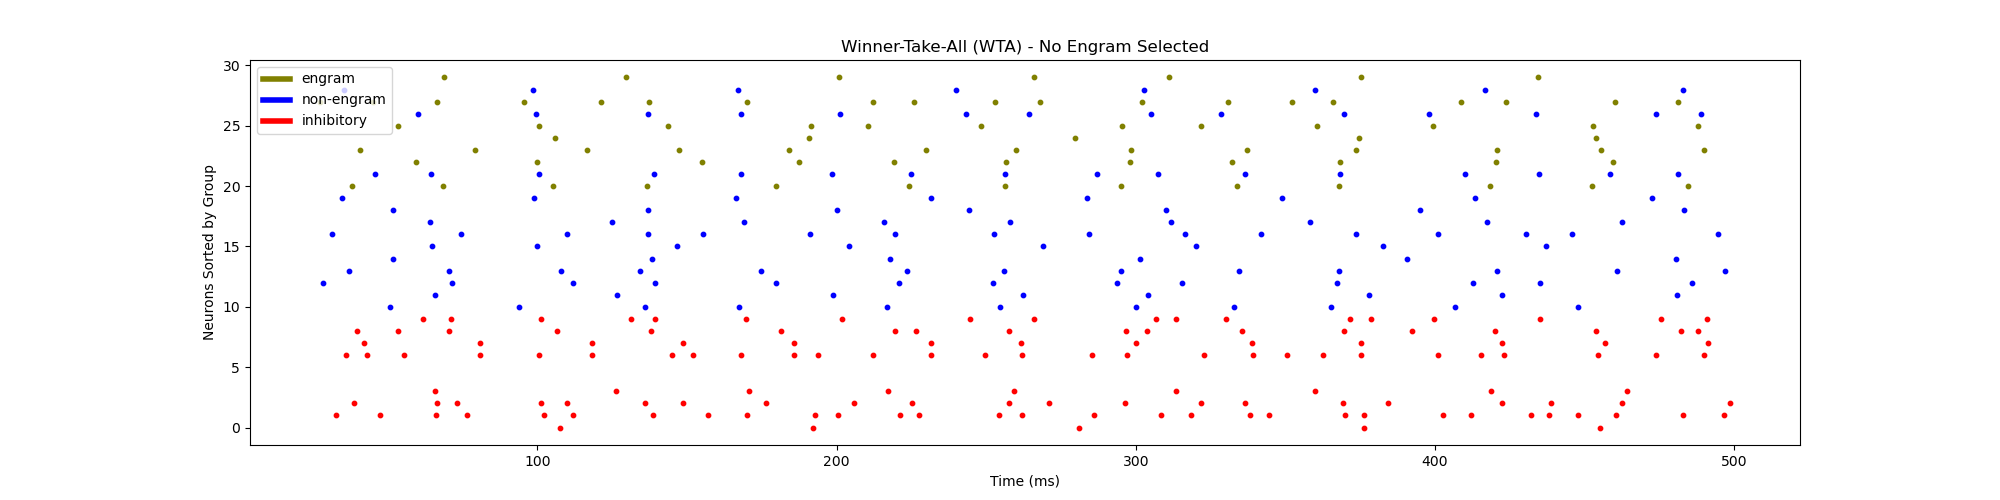 Winner-Take-All (WTA) - No Engram Selected
engram
non-engram
inhibitory
30
25
20
15
10
5
0
Neurons Sorted by Group
100
200
300
400
500
Time (ms)